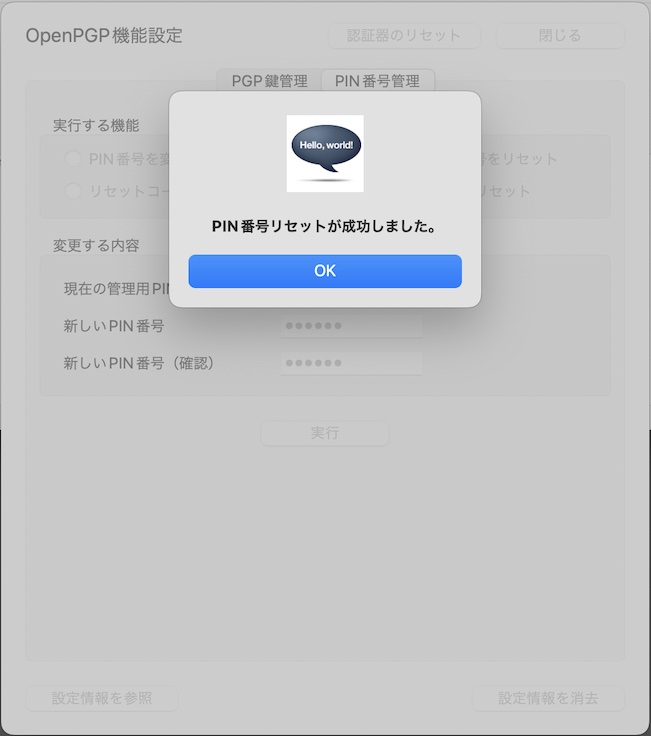 OpenPGP機能設定
認証器のリセット
閉じる
PGP鍵管理
PIN番号管理
実行する機能
PIN番号を変
をリセット
リセットコー
リセット
Hello, world!
PIN番号リセットが成功しました。
OK
変更する内容
現在の管理用PIN
新しいPIN番号
新しいPIN番号（確認）
実行
設定情報を参照
設定情報を消去